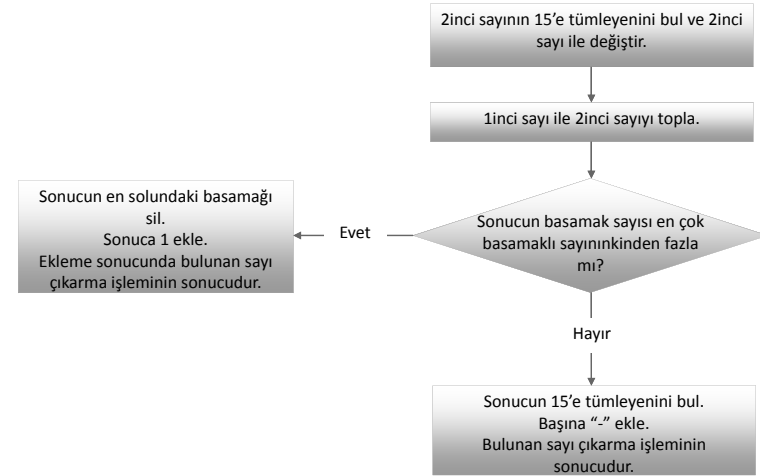 2inci sayının 15'e tümleyenini bul ve 2inci
sayı ile değiştir.
1inci sayı ile 2inci sayıyı topla.
Sonucun basamak sayısı en çok
basamaklı sayınınkinden fazla
mı?
Evet
Sonucun en solundaki basamağı
sil.
Sonuca 1 ekle.
Ekleme sonucunda bulunan sayı
çıkarma işleminin sonucudur.
Hayır
Sonucun 15'e tümleyenini bul.
Başına “-” ekle.
Bulunan sayı çıkarma işleminin
sonucudur.